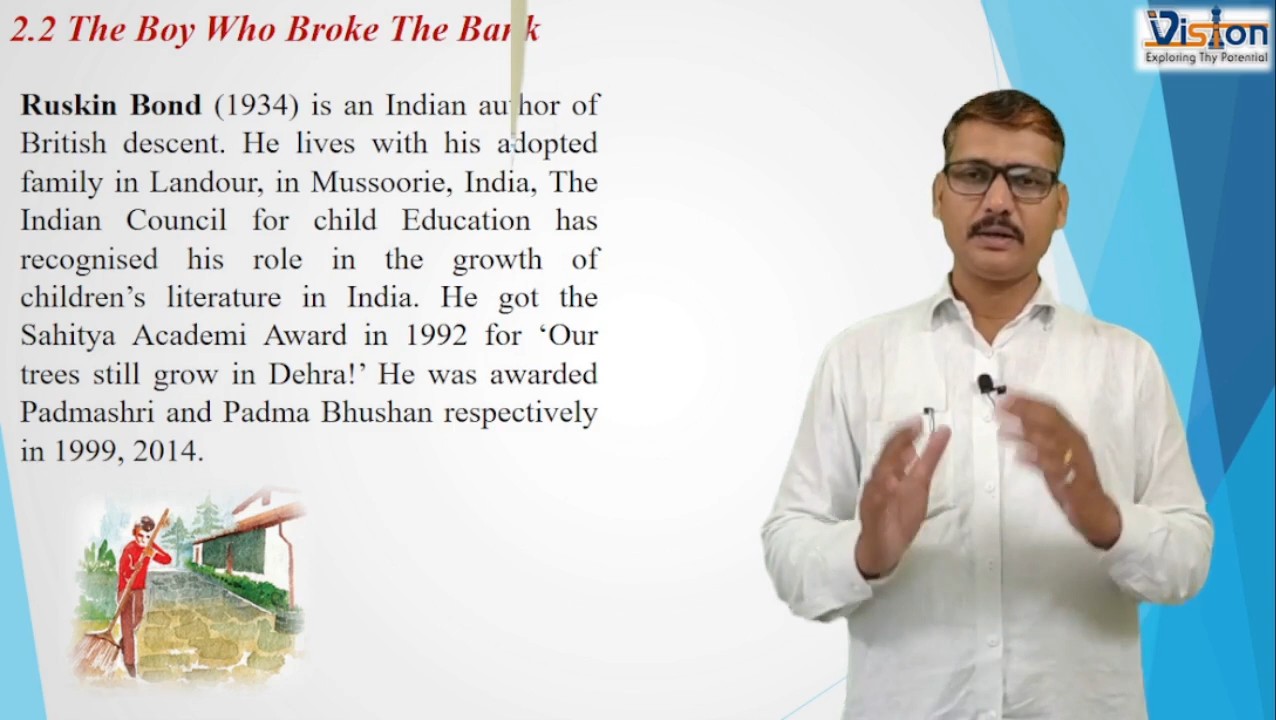 2.2 The Boy Who Broke The Bank
Ruskin Bond (1934) is an Indian author of
British descent. He lives with his adopted
family in Landour, in Mussoorie, India, The
Indian Council for child Education has
recognised his role in the growth of
children's literature in India. He got the
Sahitya Academi Award in 1992 for ‘Our
trees still grow in Dehra!’ He was awarded
Padmashri and Padma Bhushan respectively
in 1999, 2014.
Vision
Exploring Thy Potential